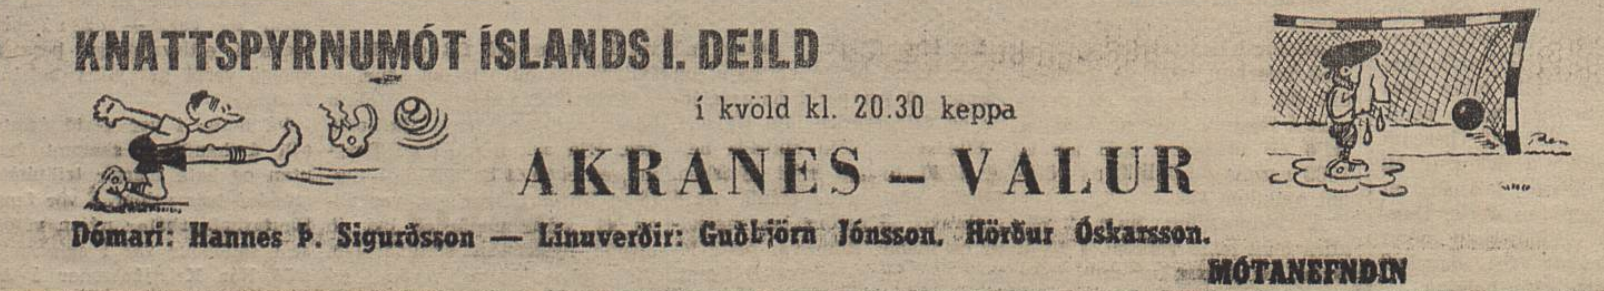 KNATTSPYRNUMÓT ÍSLANDS I. DEILD
í kvöld kl. 20.30 keppa
AKRANES — VALUR
Dómari: Hannes Þ. Sigurðsson — Línuverðir: Guðbjörn Jónsson. Hörður Óskarsson.
MÓTANEFNDIN